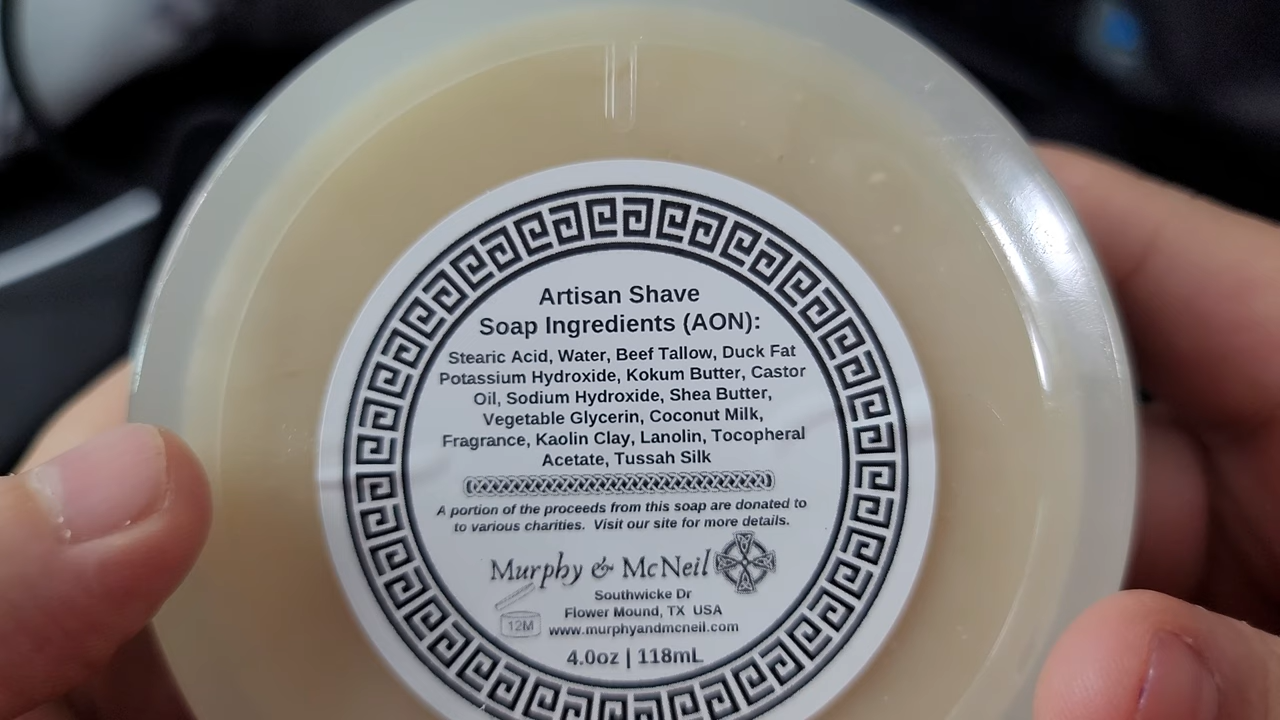 Artisan Shave
Soap Ingredients (AON):
Stearic Acid, Water, Beef Tallow, Duck Fat
Potassium Hydroxide, Kokum Butter, Castor
Oil, Sodium Hydroxide, Shea Butter,
Vegetable Glycerin, Coconut Milk,
Fragrance, Kaolin Clay, Lanolin, Tocopheral
Acetate, Tussah Silk
A portion of the proceeds from this soap are donated to
to various charities. Visit our site for more details.
Murphy & McNeil
Southwicke Dr
Flower Mound, TX USA
12M
www.murphyandmcneil.com
4.0oz | 118mL